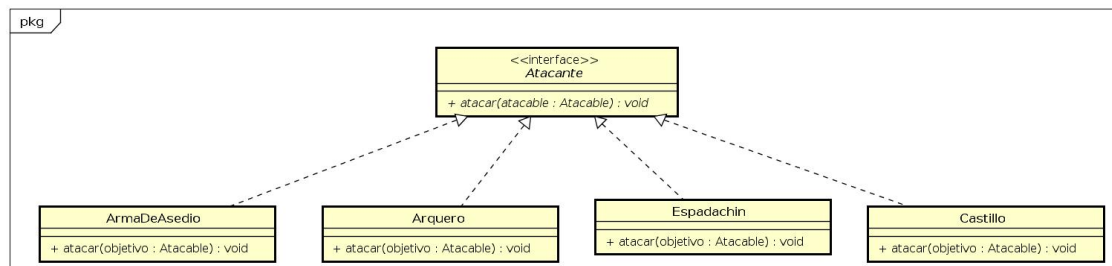 pkg
<<interface>>
Atacante
+ atacar(atacable : Atacable) : void
ArmaDeAsedio
+ atacar(objetivo : Atacable) : void
Arquero
+ atacar(objetivo : Atacable) : void
Espadachin
+ atacar(objetivo : Atacable) : void
Castillo
+ atacar(objetivo : Atacable) : void